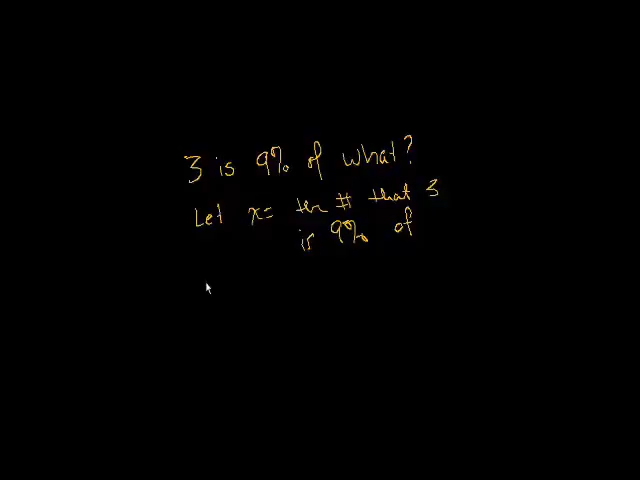 3 is 9% of what?
Let x= the # that 3
is 9% of